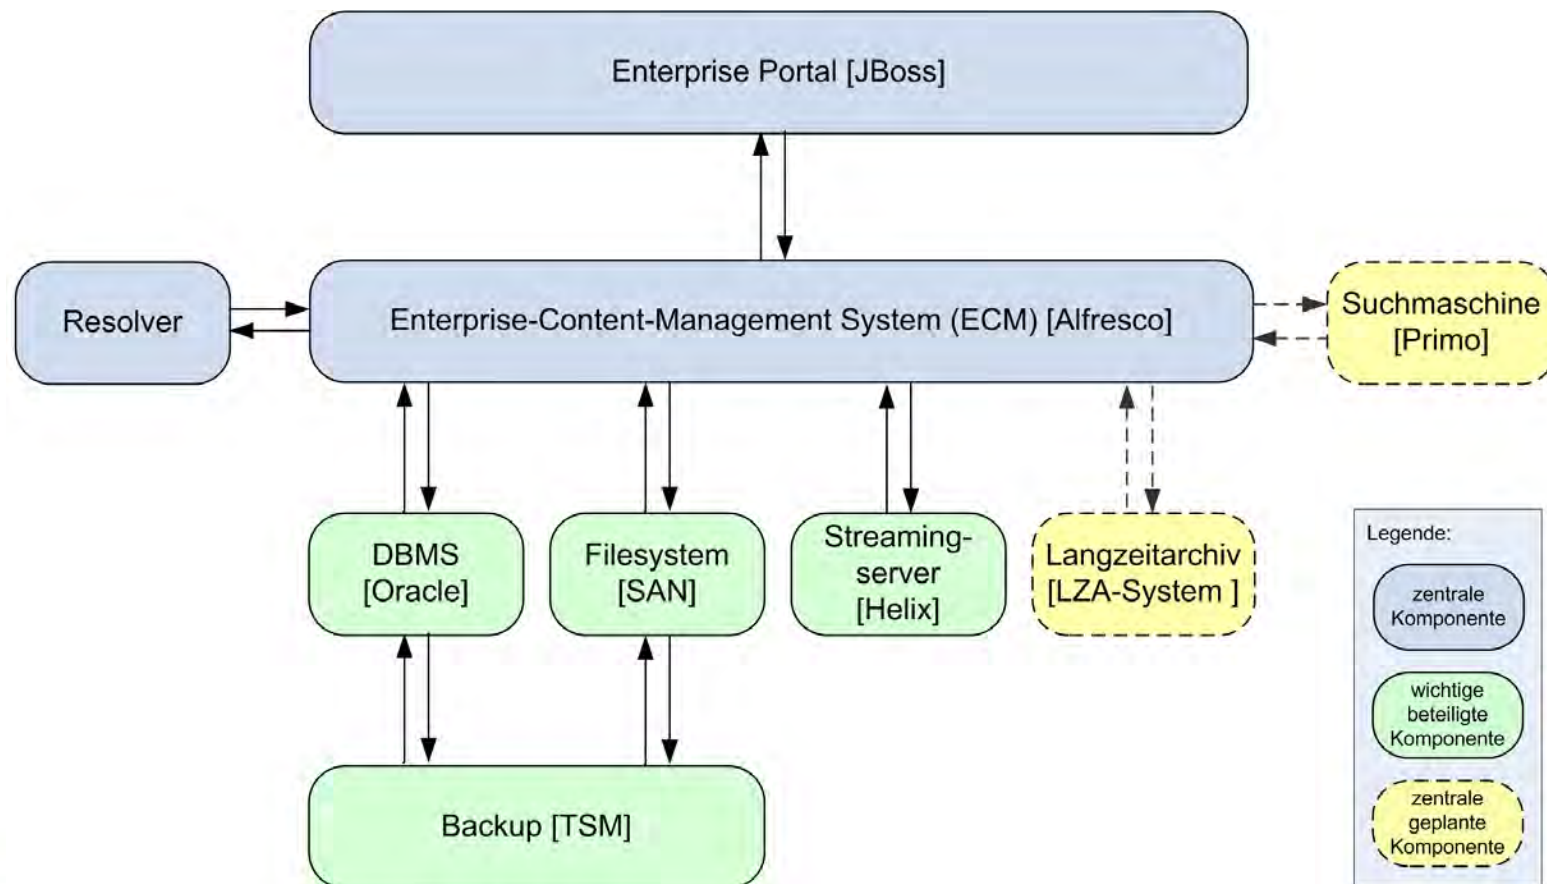 Enterprise Portal [JBoss]
Resolver
Enterprise-Content-Management System (ECM) [Alfresco]
Suchmaschine
[Primo]
DBMS
[Oracle]
Filesystem
[SAN]
Streaming-
server
[Helix]
Langzeitarchiv
[LZA-System ]
Backup [TSM]
Legende:
zentrale
Komponente
wichtige
beteiligte
Komponente
zentrale
geplante
Komponente